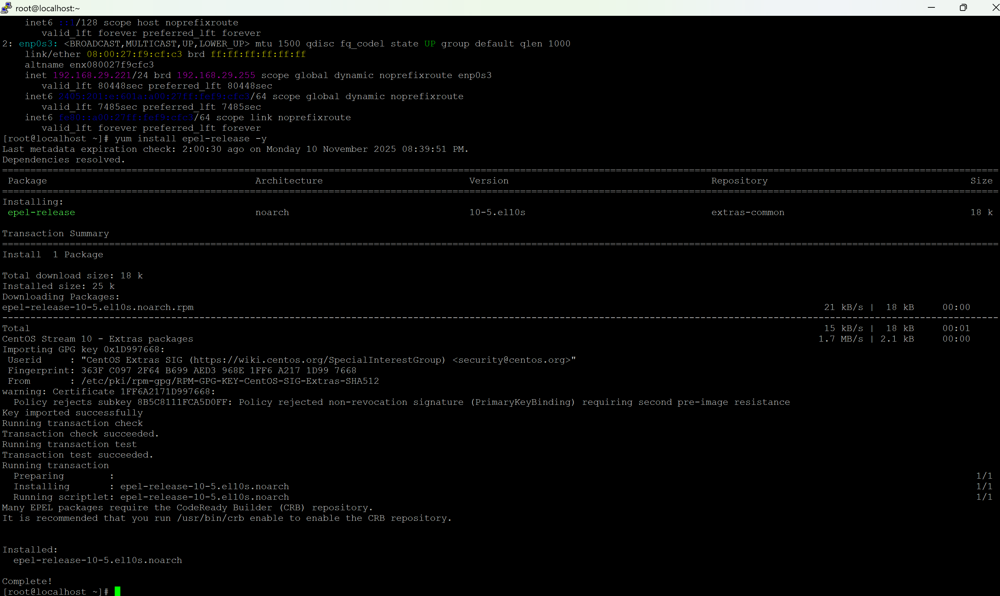 root@localhost:~
inet6 ::1/128 scope host noprefixroute
valid_lft forever preferred_lft forever
2: enp0s3: <BROADCAST,MULTICAST,UP,LOWER_UP> mtu 1500 qdisc fq_codel state UP group default qlen 1000
link/ether 08:00:27:f9:cf:c3 brd ff:ff:ff:ff:ff:ff
altname enx080027f9cfc3
inet 192.168.29.221/24 brd 192.168.29.255 scope global dynamic noprefixroute enp0s3
valid_lft 80448sec preferred_lft 80448sec
inet6 2405:201:e:601a:a00:27ff:fef9:cfc3/64 scope global dynamic noprefixroute
valid_lft 7485sec preferred_lft 7485sec
inet6 fe80::a00:27ff:fef9:cfc3/64 scope link noprefixroute
valid_lft forever preferred_lft forever
[root@localhost ~]# yum install epel-release -y
Last metadata expiration check: 2:00:30 ago on Monday 10 November 2025 08:39:51 PM.
Dependencies resolved.
Package Architecture Version Repository Size
Installing:
epel-release noarch 10-5.el10s extras-common 18 k
Transaction Summary
Install 1 Package
Total download size: 18 k
Installed size: 25 k
Downloading Packages:
epel-release-10-5.el10s.noarch.rpm 21 kB/s | 18 kB 00:00
Total 15 kB/s | 18 kB 00:01
CentOS Stream 10 - Extras packages 1.7 MB/s | 2.1 kB 00:00
Importing GPG key 0x1D997668:
Userid : "CentOS Extras SIG (https://wiki.centos.org/SpecialInterestGroup) <security@centos.org>"
Fingerprint: 363F C097 2F64 B699 AED3 968E 1FF6 A217 1D99 7668
From : /etc/pki/rpm-gpg/RPM-GPG-KEY-CentOS-SIG-Extras-SHA512
warning: Certificate 1FF6A2171D997668:
Policy rejects subkey 8B5C8111FCA5D0FF: Policy rejected non-revocation signature (PrimaryKeyBinding) requiring second pre-image resistance
Key imported successfully
Running transaction check
Transaction check succeeded.
Running transaction test
Transaction test succeeded.
Running transaction
Preparing : 1/1
Installing : epel-release-10-5.el10s.noarch 1/1
Running scriptlet: epel-release-10-5.el10s.noarch 1/1
Many EPEL packages require the CodeReady Builder (CRB) repository.
It is recommended that you run /usr/bin/crb enable to enable the CRB repository.
Installed:
epel-release-10-5.el10s.noarch
Complete!
[root@localhost ~]#